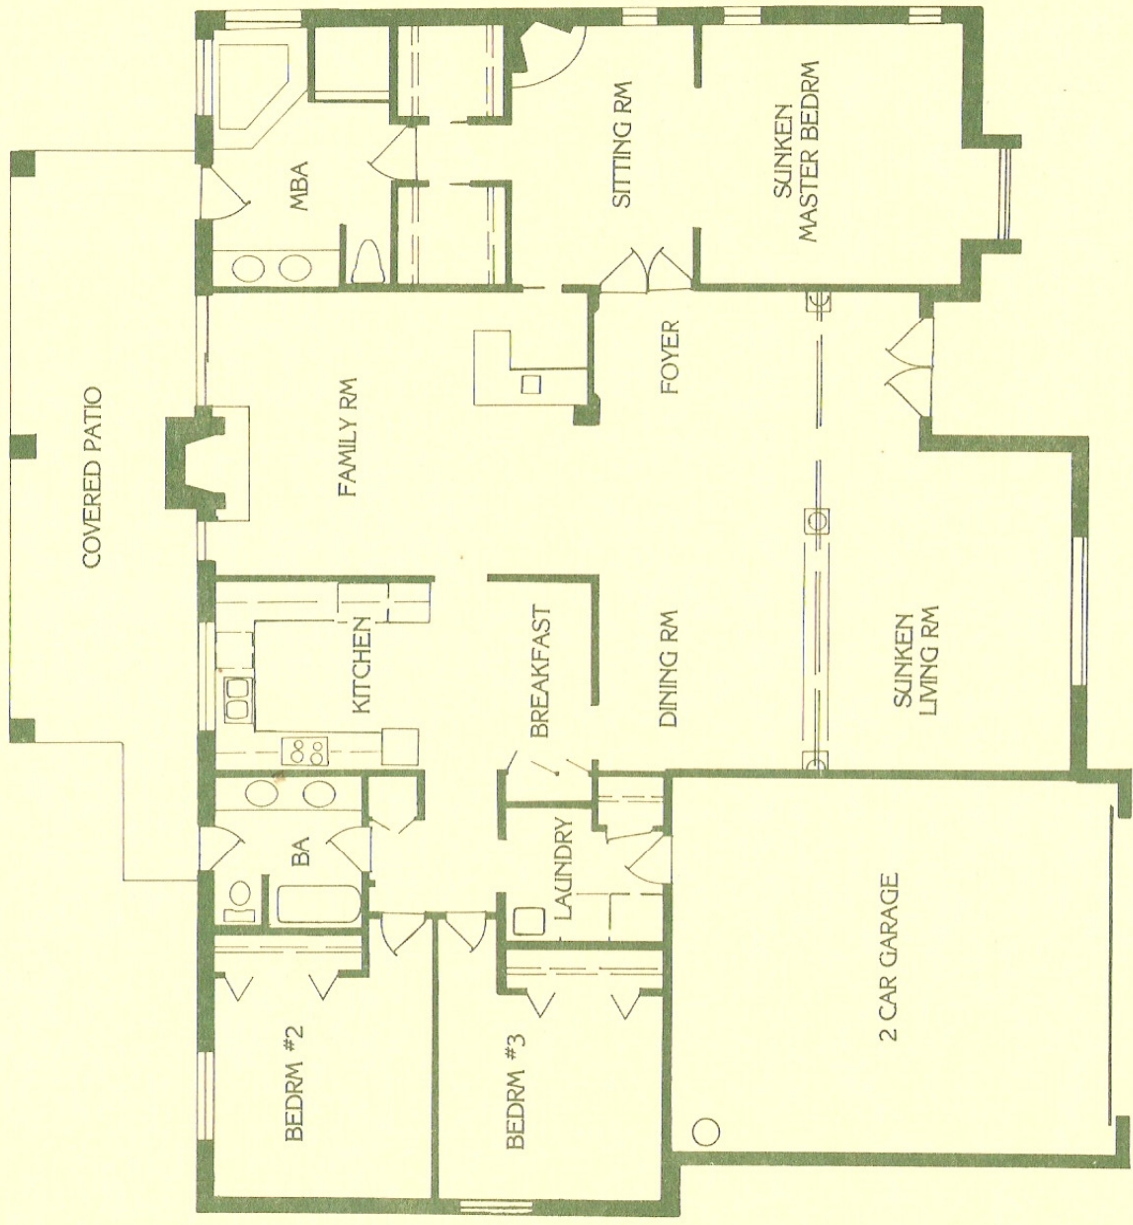 COVERED PATIO
MBA
SITTING RM
SUNKEN
MASTER BEDRM
FAMILY RM
FOYER
KITCHEN
BREAKFAST
DINING RM
SUNKEN
LIVING RM
BA
LAUNDRY
BEDRM #2
BEDRM #3
2 CAR GARAGE